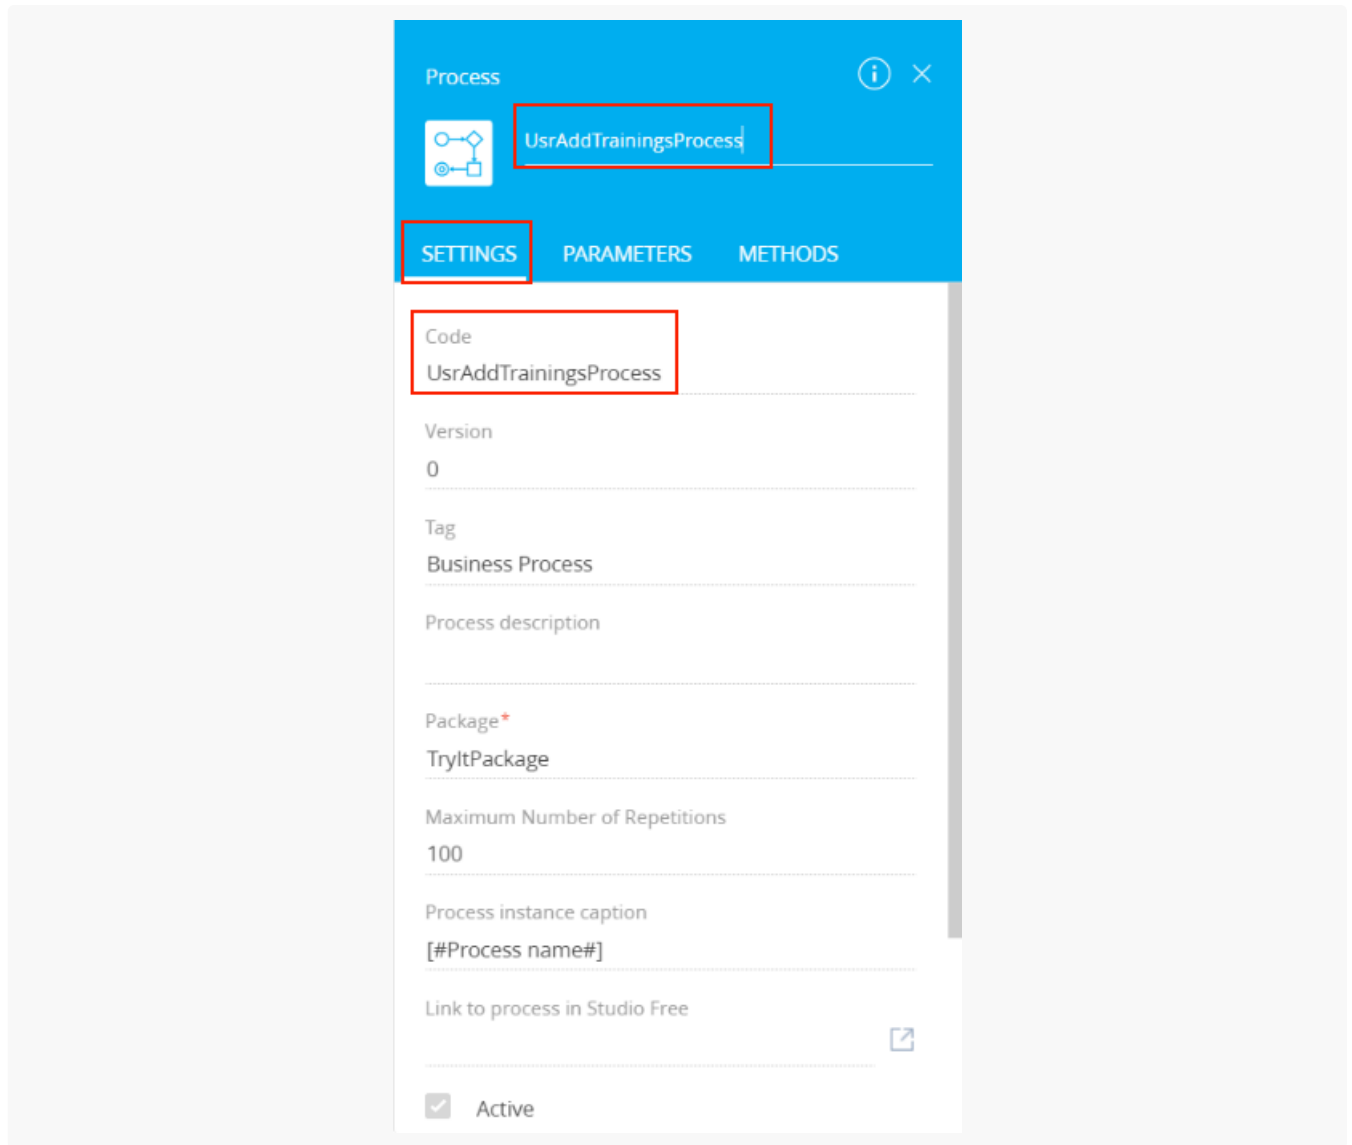 Process
UsrAddTrainingsProcess
SETTINGS PARAMETERS METHODS
Code
UsrAddTrainingsProcess
Version
0
Tag
Business Process
Process description
Package*
TryItPackage
Maximum Number of Repetitions
100
Process instance caption
[#Process name#]
Link to process in Studio Free
Active